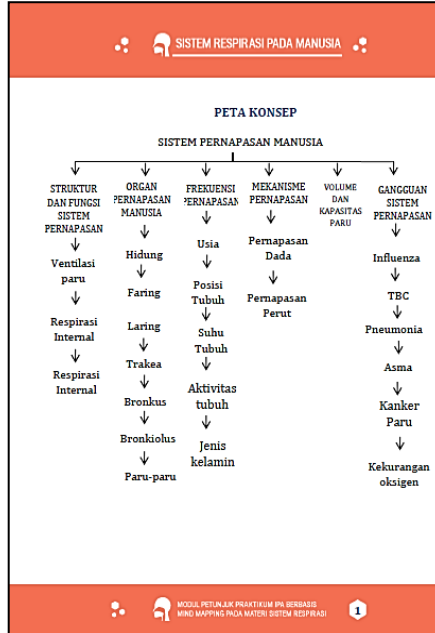 SISTEM RESPIRASI PADA MANUSIA
PETA KONSEP
SISTEM PERNAPASAN MANUSIA
STRUKTUR
DAN FUNGSI
SISTEM
PERNAPASAN
Ventilasi
paru
Respirasi
Internal
Respirasi
Internal
ORGAN
PERNAPASAN
MANUSIA
Hidung
Faring
Laring
Trakea
Bronkus
Bronkiolus
Paru-paru
FREKUENSI
PERNAPASAN
Usia
Posisi
Tubuh
Suhu
Tubuh
Aktivitas
tubuh
Jenis
kelamin
MEKANISME
PERNAPASAN
Pernapasan
Dada
Pernapasan
Perut
VOLUME
DAN
KAPASITAS
PARU
GANGGUAN
SISTEM
PERNAPASAN
Influenza
TBC
Pneumonia
Asma
Kanker
Paru
Kekurangan
oksigen
MODUL PETUNJUK PRAKTIKUM IPA BERBASIS
MIND MAPPING PADA MATERI SISTEM RESPIRASI
1